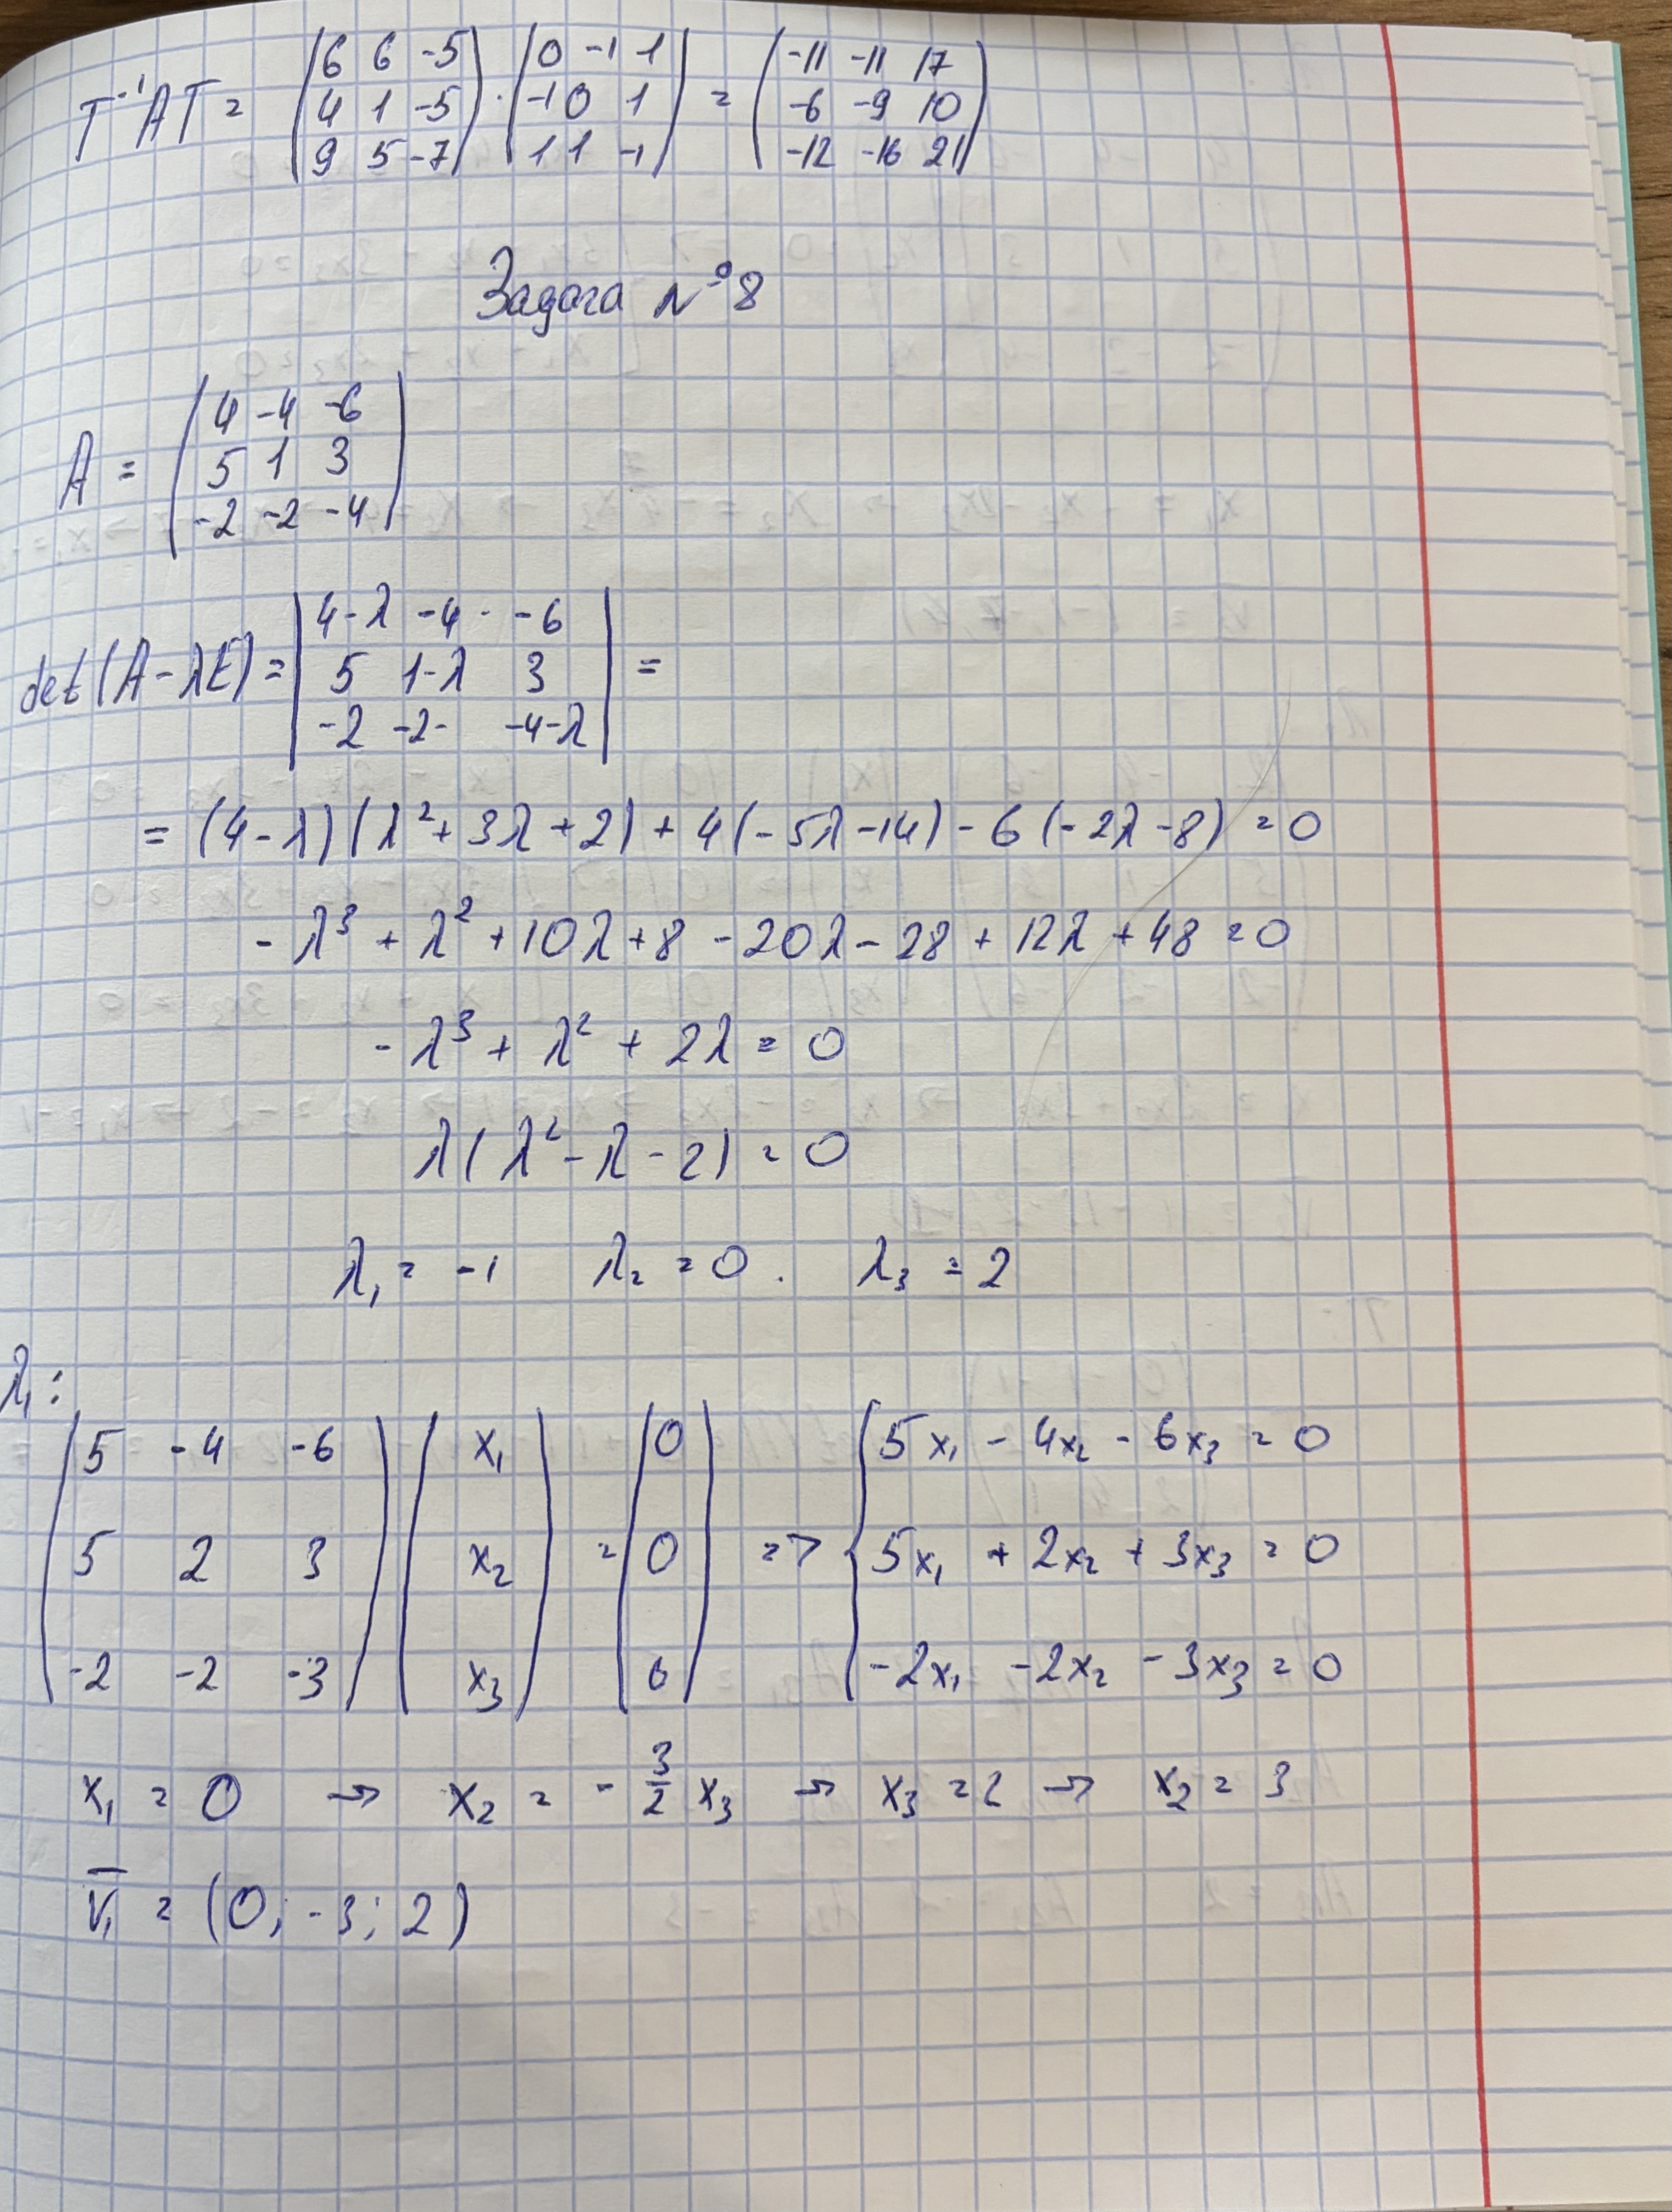 T⁻¹AT = (6 6 -5; 4 1 -5; 9 5 -7) · (0 -1 1; -1 0 1; 1 1 -1) = (-11 -11 17; -6 -9 10; -12 -16 21)
Задача №8
A = (4 -4 -6; 5 1 3; -2 -2 -4)
det(A - λE) = |4-λ -4 -6; 5 1-λ 3; -2 -2 -4-λ| =
= (4-λ)(λ² + 3λ + 2) + 4(-5λ - 14) - 6(-2λ - 8) = 0
-λ³ + λ² + 10λ + 8 - 20λ - 28 + 12λ + 48 = 0
-λ³ + λ² + 2λ = 0
λ(λ² - λ - 2) = 0
λ₁ = -1 λ₂ = 0. λ₃ = 2
λ₁:
(5 -4 -6; 5 2 3; -2 -2 -3) (x₁; x₂; x₃) = (0; 0; 0) => { 5x₁ - 4x₂ - 6x₃ = 0; 5x₁ + 2x₂ + 3x₃ = 0; -2x₁ - 2x₂ - 3x₃ = 0
x₁ = 0 → x₂ = -3/2 x₃ → x₃ = 2 → x₂ = 3
V̅₁ = (0; -3; 2)